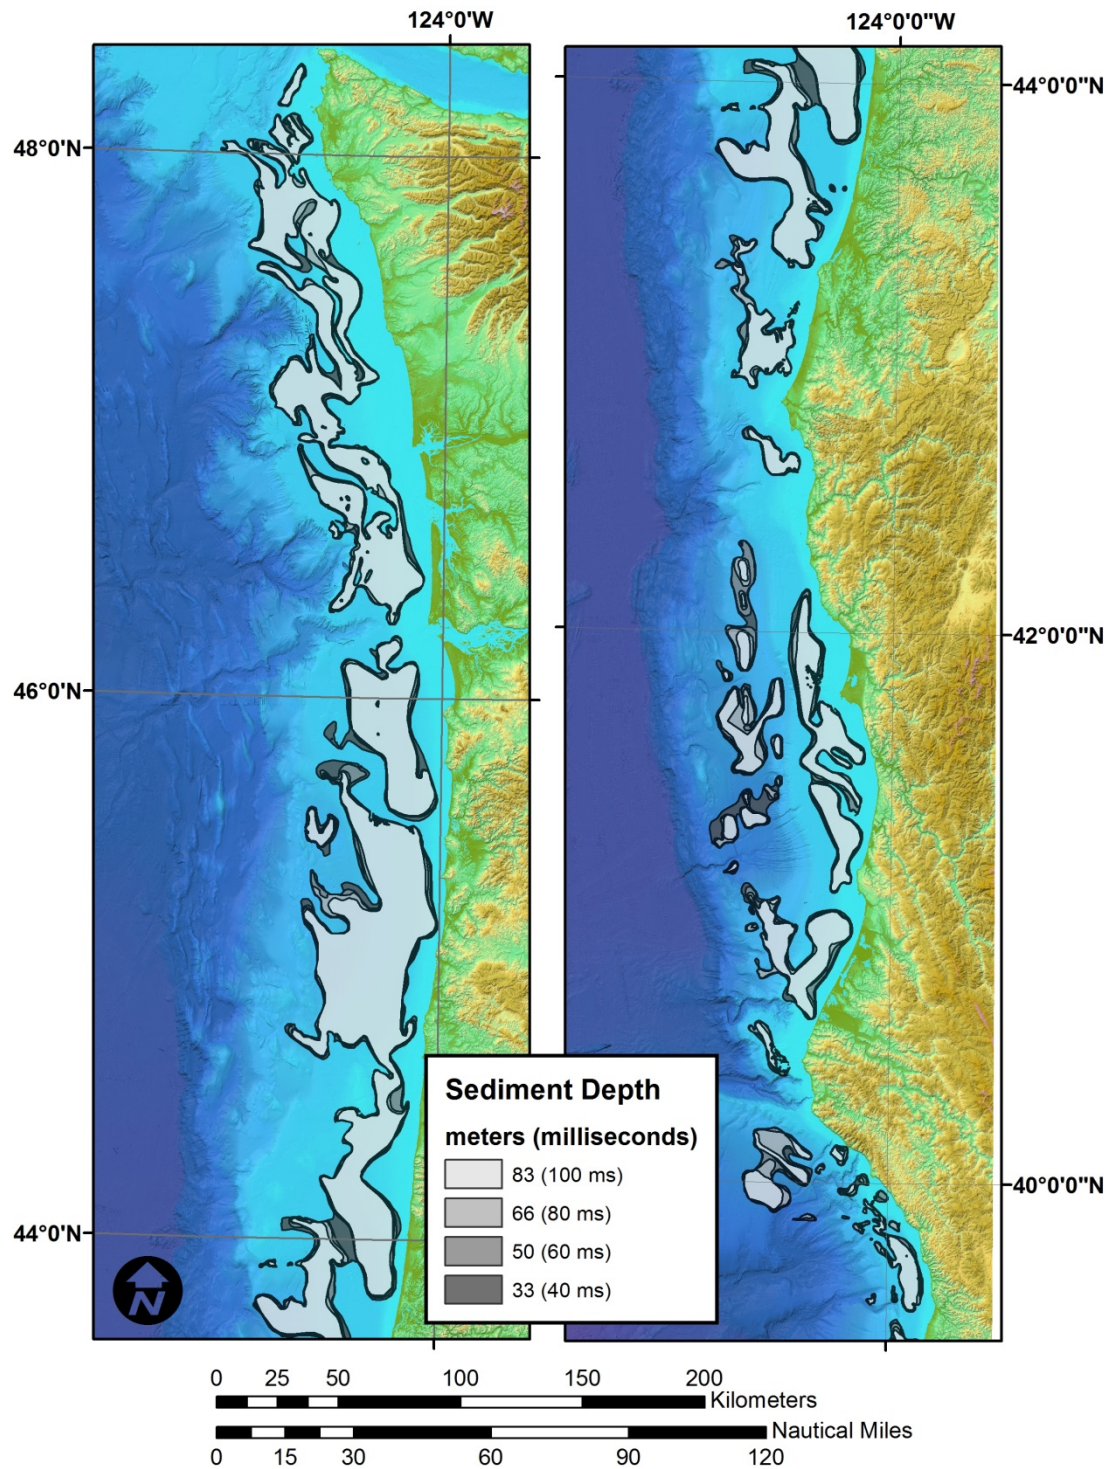 124°0'W
124°0'0"W
48°0'N
46°0'N
44°0'N
44°0'0"N
42°0'0"N
40°0'0"N
Sediment Depth
meters (milliseconds)
83 (100 ms)
66 (80 ms)
50 (60 ms)
33 (40 ms)
N
0 25 50 100 150 200
Kilometers
Nautical Miles
0 15 30 60 90 120